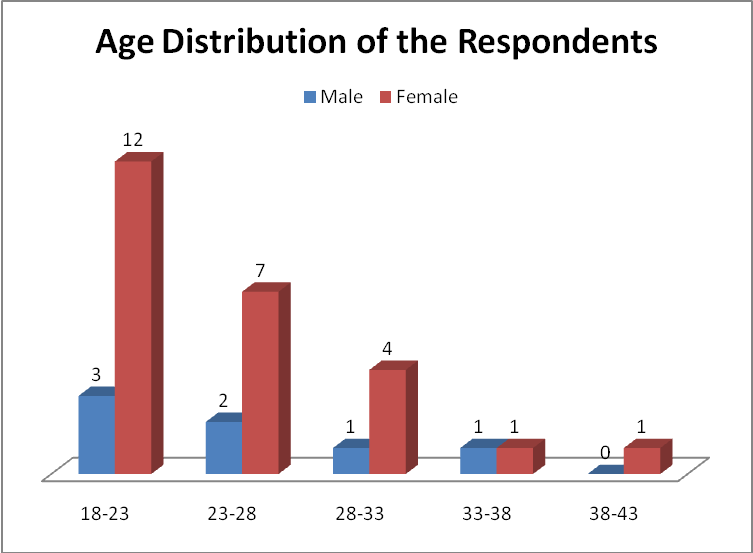 Age Distribution of the Respondents
Male Female
12
7
4
3
2
1
1 1
0 1
18-23 23-28 28-33 33-38 38-43